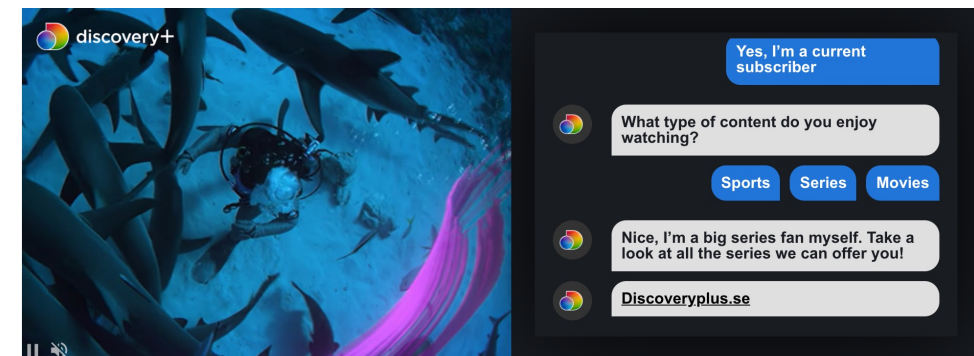 discovery+
Yes, I'm a current
subscriber
What type of content do you enjoy
watching?
Sports
Series
Movies
Nice, I'm a big series fan myself. Take a
look at all the series we can offer you!
Discoveryplus.se